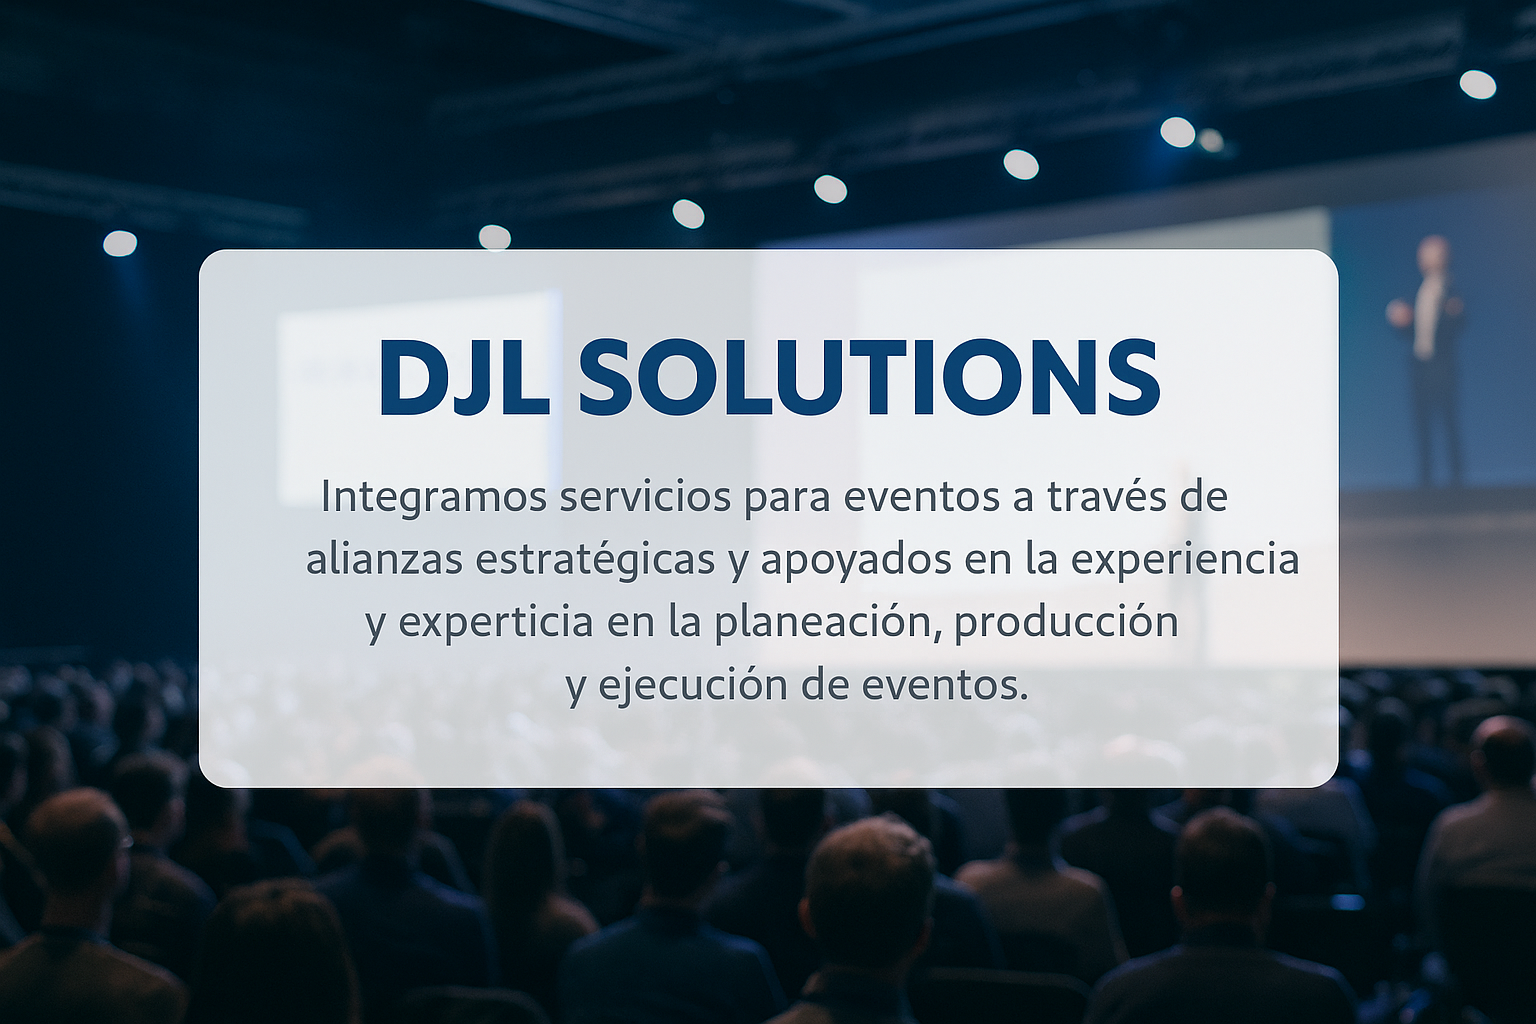 DJL SOLUTIONS
Integramos servicios para eventos a través de
alianzas estratégicas y apoyados en la experiencia
y experticia en la planeación, producción
y ejecución de eventos.